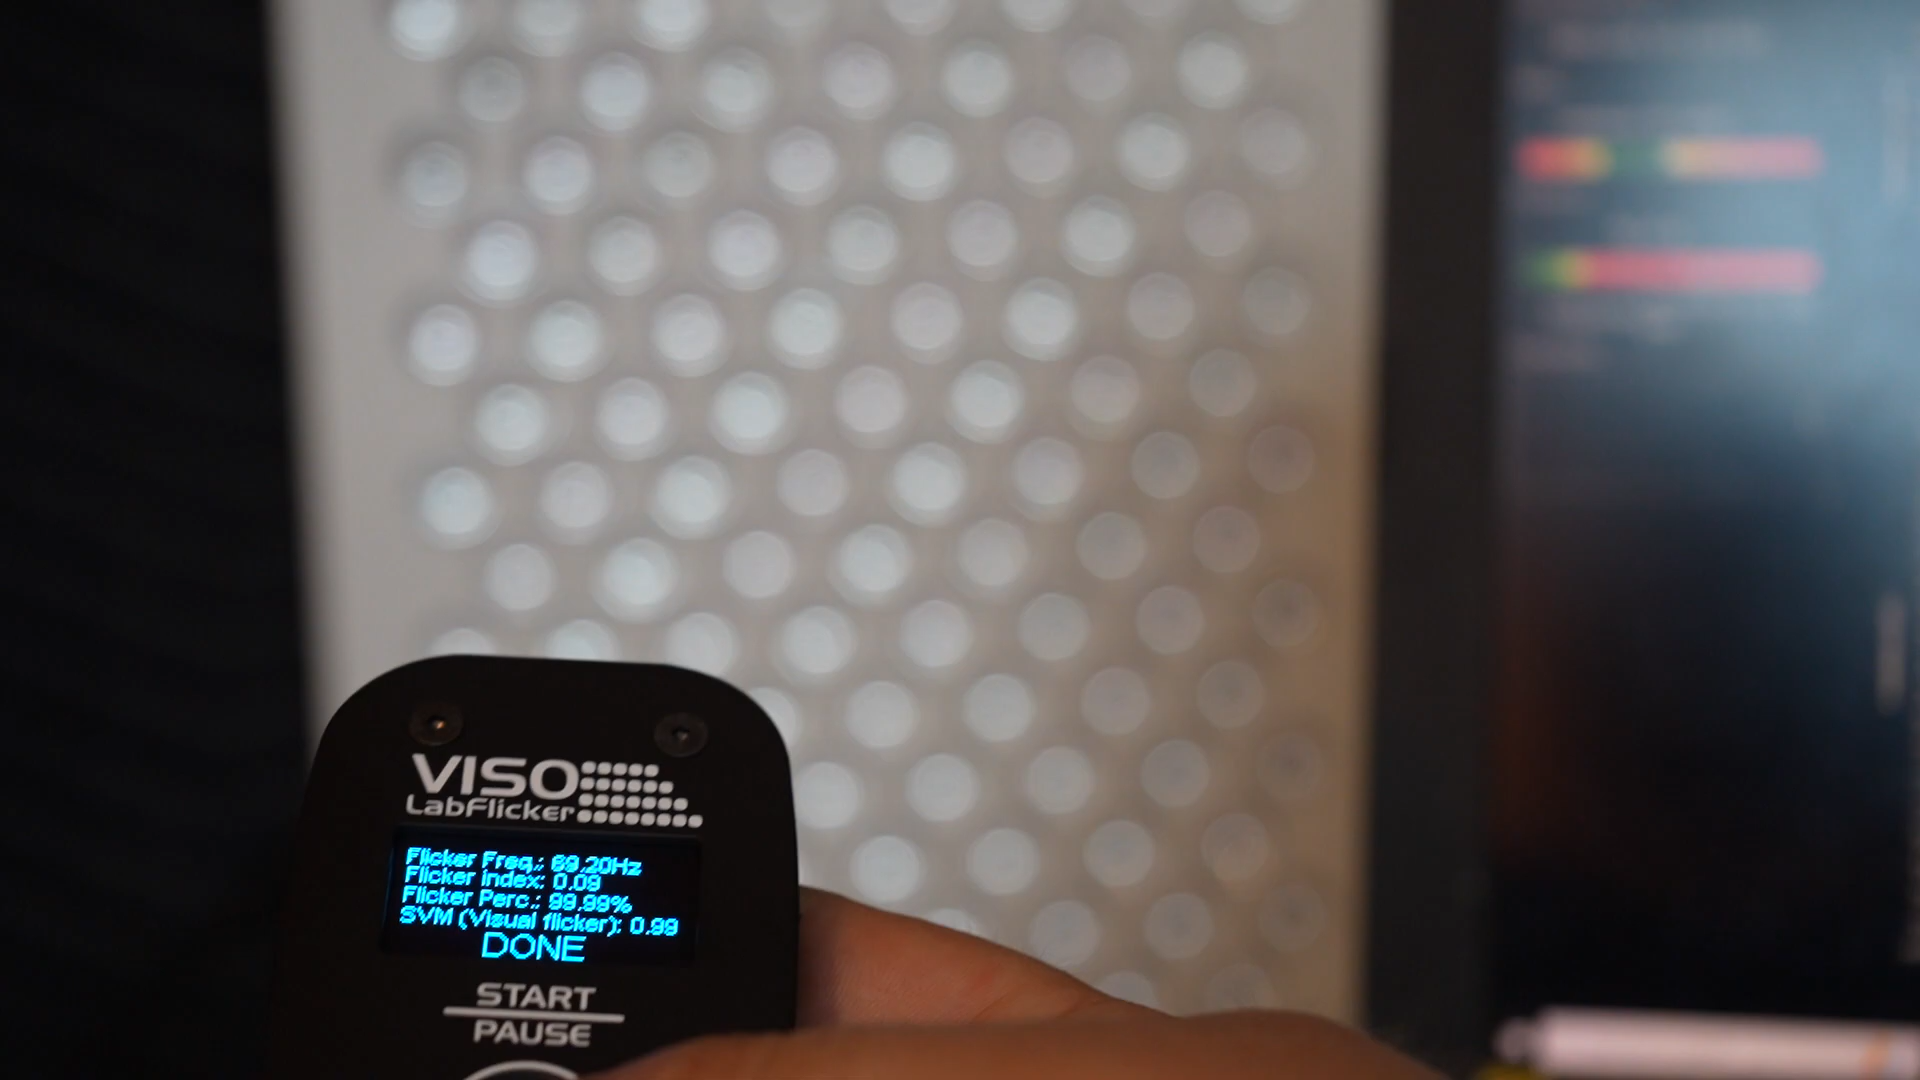 VISO
LabFlicker
Flicker Freq.: 69.20Hz
Flicker index: 0.09
Flicker Perc.: 99.99%
SVM (Visual flicker): 0.99
DONE
START
PAUSE